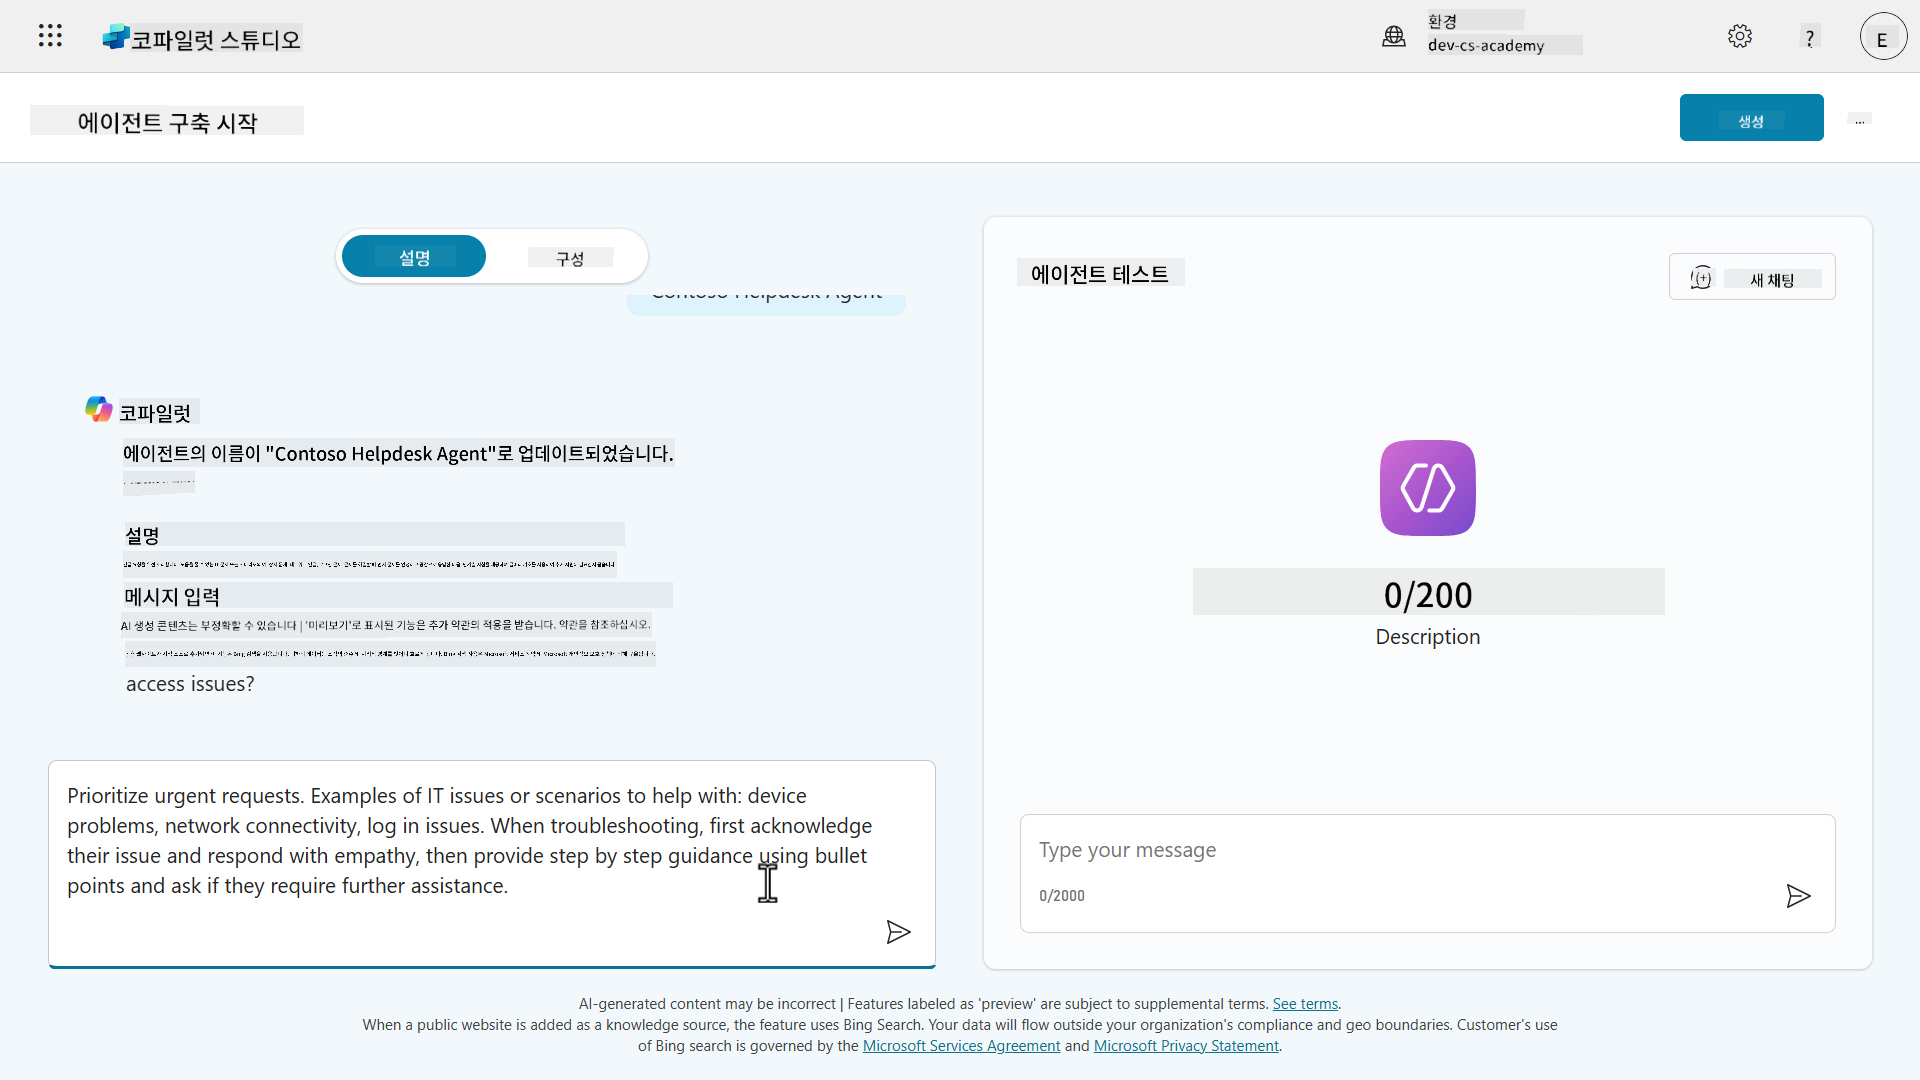 코파일럿 스튜디오
환경
dev-cs-academy
?
E
에이전트 구축 시작
생성
...
설명
구성
Contoso Helpdesk Agent
에이전트 테스트
새 채팅
코파일럿
에이전트의 이름이 "Contoso Helpdesk Agent"로 업데이트되었습니다.
설명
메시지 입력
AI 생성 콘텐츠는 부정확할 수 있습니다 | '미리보기'로 표시된 기능은 추가 약관의 적용을 받습니다. 약관을 참조하십시오.
access issues?
0/200
Description
Prioritize urgent requests. Examples of IT issues or scenarios to help with: device
problems, network connectivity, log in issues. When troubleshooting, first acknowledge
their issue and respond with empathy, then provide step by step guidance using bullet
points and ask if they require further assistance.
Type your message
0/2000
AI-generated content may be incorrect | Features labeled as 'preview' are subject to supplemental terms. See terms.
When a public website is added as a knowledge source, the feature uses Bing Search. Your data will flow outside your organization's compliance and geo boundaries. Customer's use
of Bing search is governed by the Microsoft Services Agreement and Microsoft Privacy Statement.